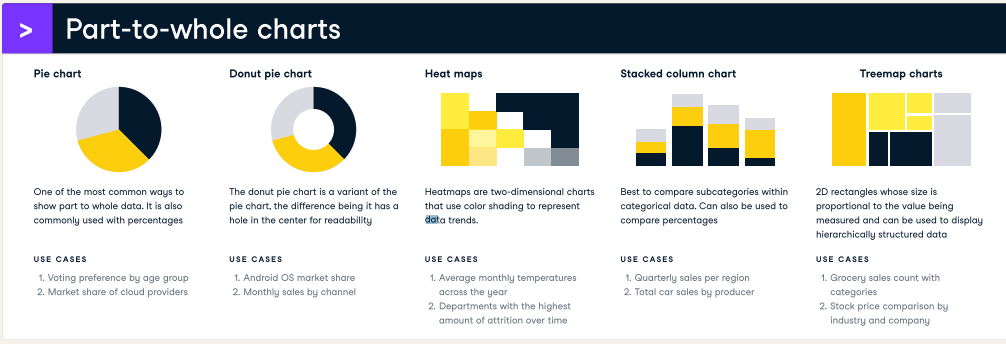 > Part-to-whole charts
Pie chart
One of the most common ways to
show part to whole data. It is also
commonly used with percentages
USE CASES
1. Voting preference by age group
2. Market share of cloud providers
Donut pie chart
The donut pie chart is a variant of the
pie chart, the difference being it has a
hole in the center for readability
USE CASES
1. Android OS market share
2. Monthly sales by channel
Heat maps
Heatmaps are two-dimensional charts
that use color shading to represent
data trends.
USE CASES
1. Average monthly temperatures
across the year
2. Departments with the highest
amount of attrition over time
Stacked column chart
Best to compare subcategories within
categorical data. Can also be used to
compare percentages
USE CASES
1. Quarterly sales per region
2. Total car sales by producer
Treemap charts
2D rectangles whose size is
proportional to the value being
measured and can be used to display
hierarchically structured data
USE CASES
1. Grocery sales count with
categories
2. Stock price comparison by
industry and company